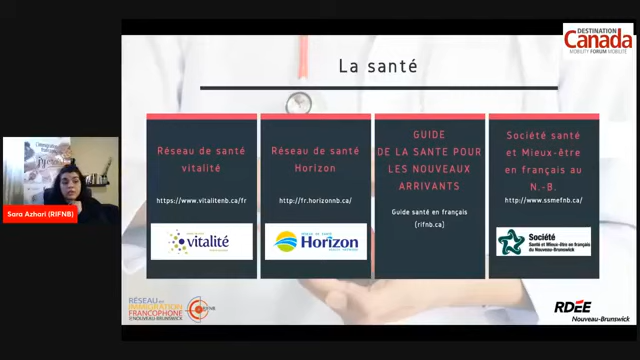 DESTINATION
Canada
MOBILITY FORUM MOBILITÉ
La santé
Réseau de santé
vitalité
https://www.vitalitenb.ca/fr
vitalité
Réseau de santé
Horizon
http://fr.horizonnb.ca/
Horizon
GUIDE
DE LA SANTE POUR
LES NOUVEAUX
ARRIVANTS
Guide santé en français
(rifnb.ca)
Société santé
et Mieux-être
en français au
N.-B.
http://www.ssmefnb.ca/
Société
Santé et Mieux-être en français
du Nouveau-Brunswick
Sara Azhari (RIFNB)
RÉSEAU EN
IMMIGRATION
FRANCOPHONE
DU NOUVEAU-BRUNSWICK
RDÉE
Nouveau-Brunswick